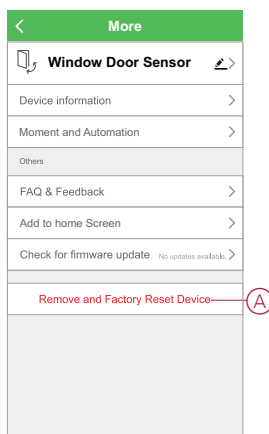 More
Window Door Sensor
Device information
Moment and Automation
Others
FAQ & Feedback
Add to home Screen
Check for firmware update No updates available.
Remove and Factory Reset Device
A